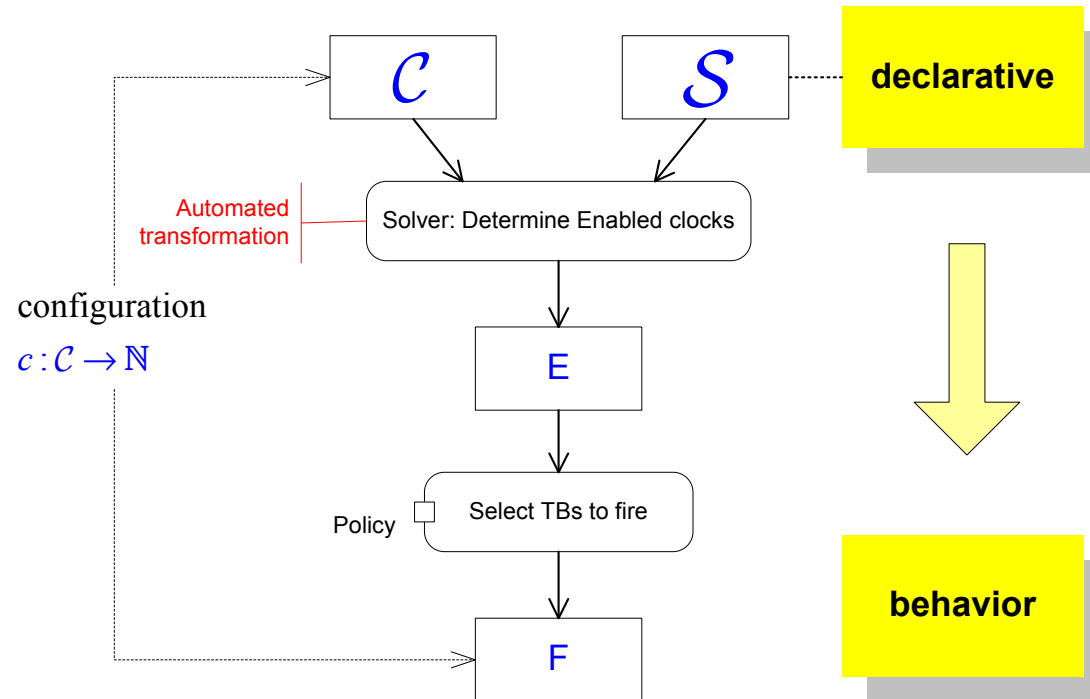 𝒞
𝒮
declarative
Automated
transformation
Solver: Determine Enabled clocks
configuration
c : 𝒞 → ℕ
E
Policy
Select TBs to fire
behavior
F